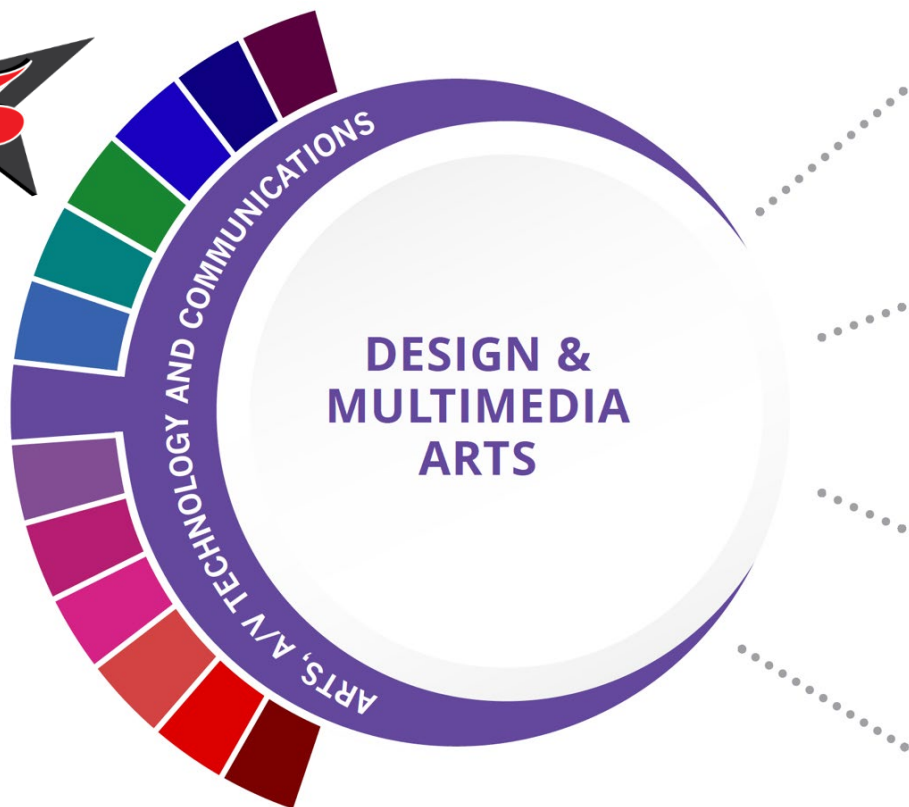 ARTS, A/V TECHNOLOGY AND COMMUNICATIONS
DESIGN &
MULTIMEDIA
ARTS